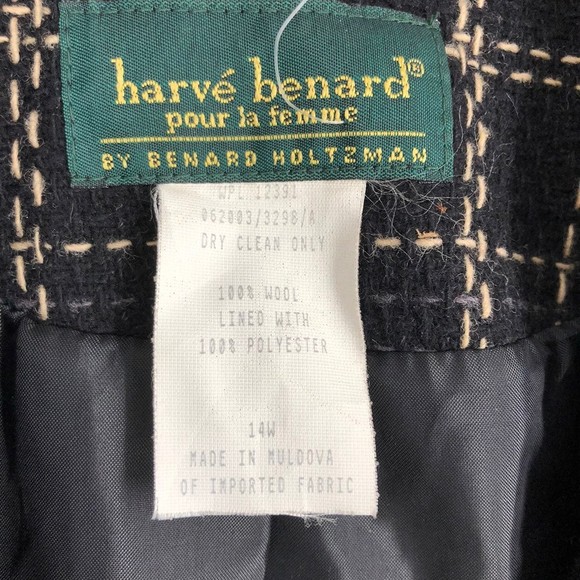 harvé benard®
pour la femme
BY BENARD HOLTZMAN
WPL 12391
062003/3298/A
DRY CLEAN ONLY
100% WOOL
LINED WITH
100% POLYESTER
14W
MADE IN MULDOVA
OF IMPORTED FABRIC